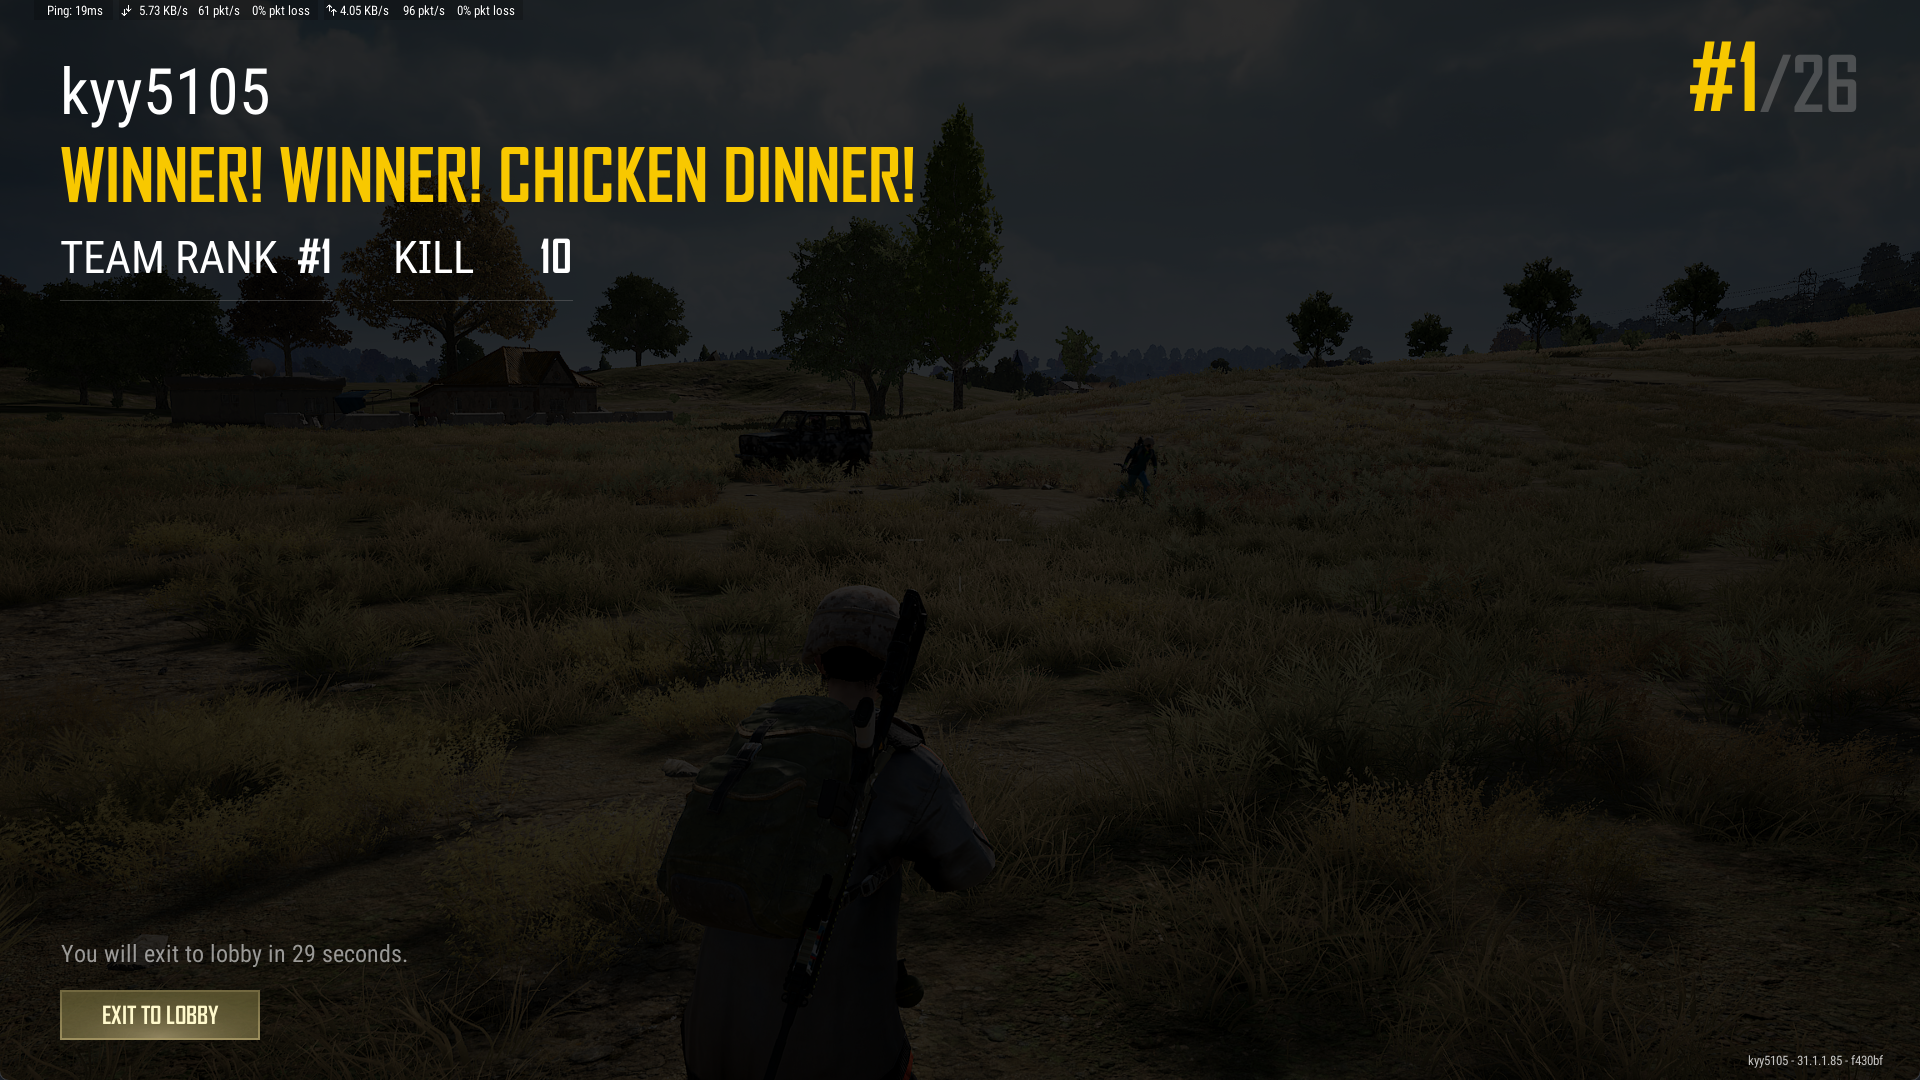 Ping: 19ms 5.73 KB/s 61 pkt/s 0% pkt loss 4.05 KB/s 96 pkt/s 0% pkt loss
#1/26
kyy5105
WINNER! WINNER! CHICKEN DINNER!
TEAM RANK #1 KILL 10
You will exit to lobby in 29 seconds.
EXIT TO LOBBY
kyy5105 - 31.1.1.85 - f430bf